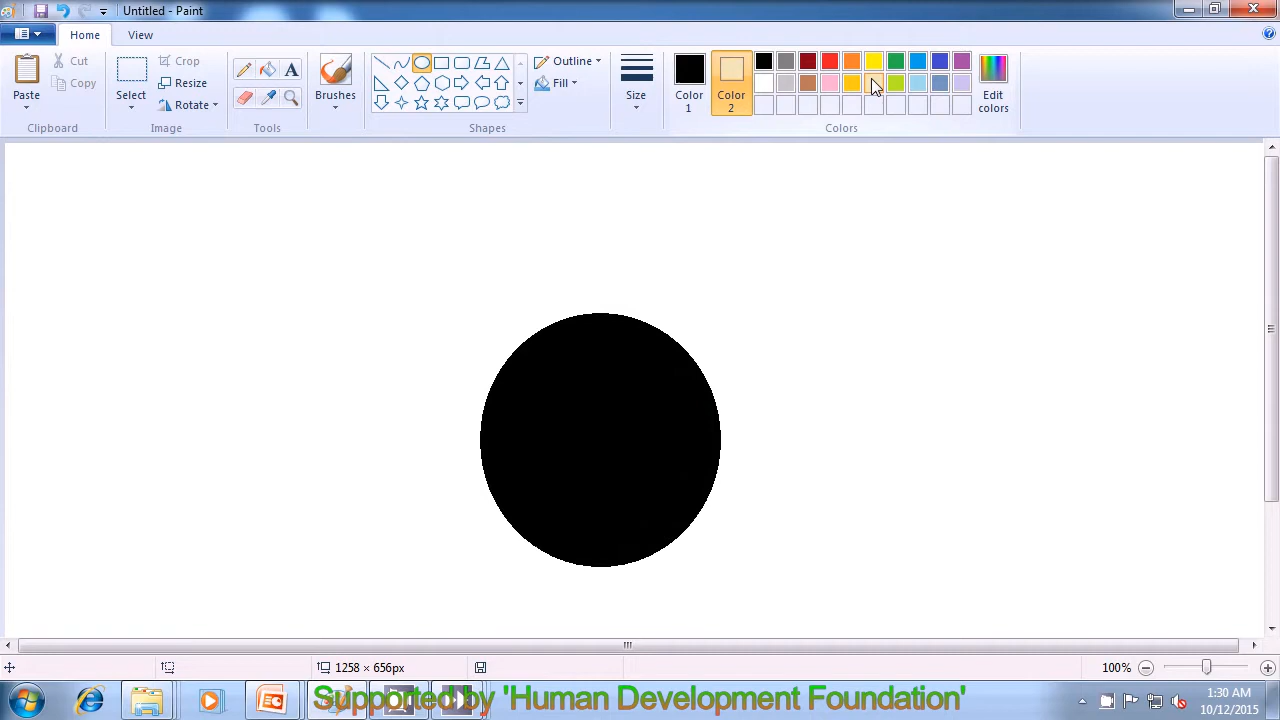 Untitled - Paint
Home View
Paste
Cut
Copy
Clipboard
Select
Crop
Resize
Rotate
Image
A
Tools
Brushes
Outline
Fill
Shapes
Size
Color 1
Color 2
Edit colors
Colors
1258 × 656px
100%
Supported by 'Human Development Foundation'
1:30 AM
10/12/2015